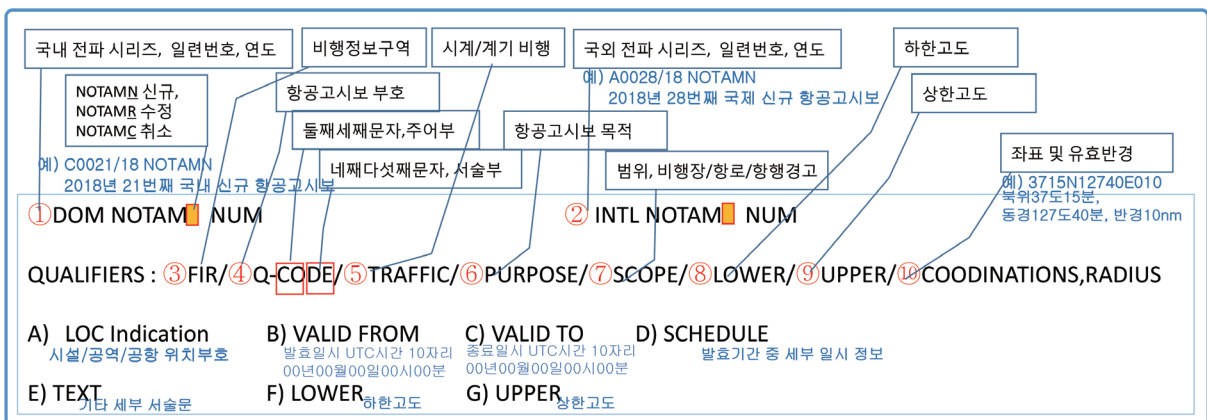 국내 전파 시리즈, 일련번호, 연도
비행정보구역
시계/계기 비행
국외 전파 시리즈, 일련번호, 연도
하한고도
예) A0028/18 NOTAMN
2018년 28번째 국제 신규 항공고시보
NOTAMN 신규,
NOTAMR 수정
NOTAMC 취소
항공고시보 부호
상한고도
둘째세째문자,주어부
항공고시보 목적
네째다섯째문자, 서술부
범위, 비행장/항로/항행경고
좌표 및 유효반경
예) C0021/18 NOTAMN
2018년 21번째 국내 신규 항공고시보
예) 3715N12740E010
북위37도15분,
동경127도40분, 반경10nm
①DOM NOTAM NUM
② INTL NOTAM NUM
QUALIFIERS : ③FIR/④Q-CODE/⑤TRAFFIC/⑥PURPOSE/⑦SCOPE/⑧LOWER/⑨UPPER/⑩COODINATIONS,RADIUS
A) LOC Indication
시설/공역/공항 위치부호
B) VALID FROM
발효일시 UTC시간 10자리
00년00월00일00시00분
C) VALID TO
종료일시 UTC시간 10자리
00년00월00일00시00분
D) SCHEDULE
발효기간 중 세부 일시 정보
E) TEXT
기타 세부 서술문
F) LOWER
하한고도
G) UPPER
상한고도